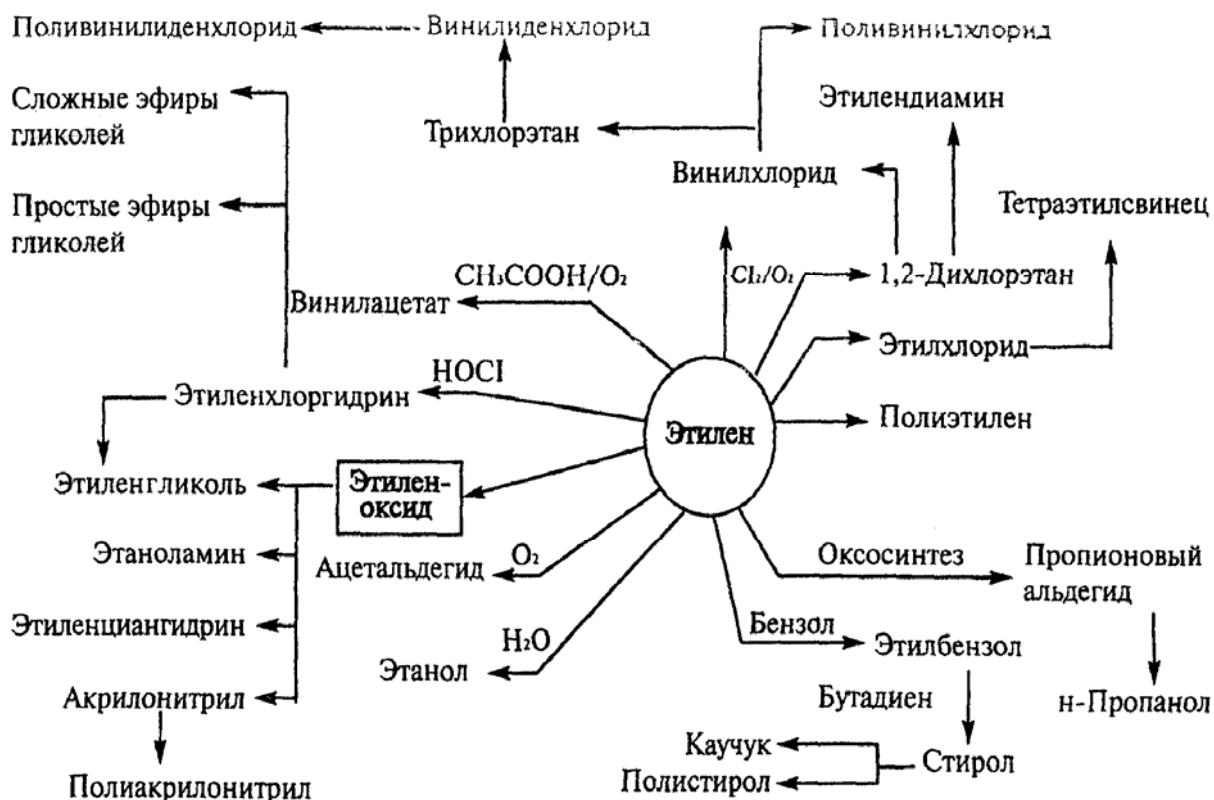 Поливинилиденхлорид
Винилиденхлорид
Поливинилхлорид
Сложные эфиры
гликолей
Трихлорэтан
Этилендиамин
Винилхлорид
Простые эфиры
гликолей
Тетраэтилсвинец
CH₃COOH/O₂
Cl₂/O₂
1,2-Дихлорэтан
Винилацетат
Этилхлорид
HOCl
Этиленхлоргидрин
Этилен
Полиэтилен
Этиленгликоль
Этилен-
оксид
Этаноламин
Ацетальдегид
O₂
Оксосинтез
Пропионовый
альдегид
Этиленциангидрин
H₂O
Бензол
Этилбензол
Этанол
Акрилонитрил
Бутадиен
н-Пропанол
Каучук
Стирол
Полистирол
Полиакрилонитрил